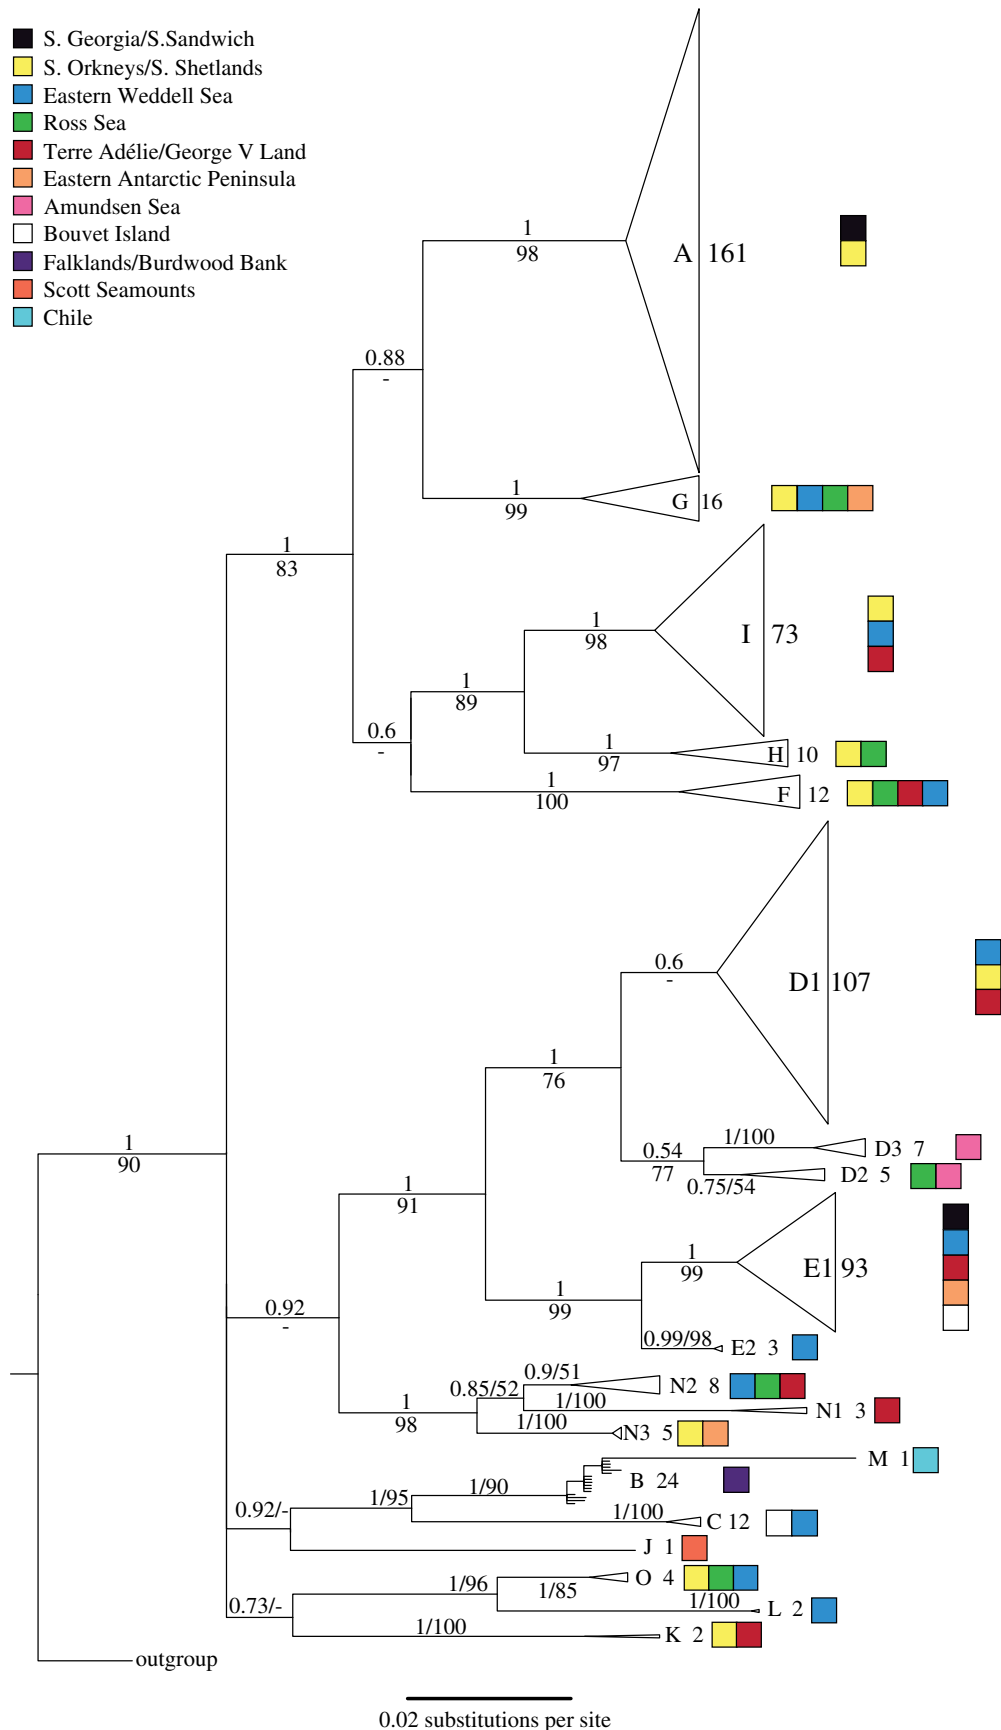 S. Georgia/S.Sandwich
S. Orkneys/S. Shetlands
Eastern Weddell Sea
Ross Sea
Terre Adélie/George V Land
Eastern Antarctic Peninsula
Amundsen Sea
Bouvet Island
Falklands/Burdwood Bank
Scott Seamounts
Chile
1
98
A 161
0.88
-
1
99
G 16
1
83
1
98
I 73
1
89
0.6
-
1
97
H 10
1
100
F 12
0.6
-
D1 107
1
76
1/100
D3 7
0.54
77
0.75/54
D2 5
1
90
1
91
1
99
E1 93
1
99
0.99/98
E2 3
0.92
-
0.9/51
N2 8
0.85/52
1/100
N1 3
1
98
1/100
N3 5
M 1
B 24
1/90
1/95
0.92/-
1/100
C 12
J 1
O 4
1/96
1/85
1/100
L 2
0.73/-
1/100
K 2
outgroup
0.02 substitutions per site